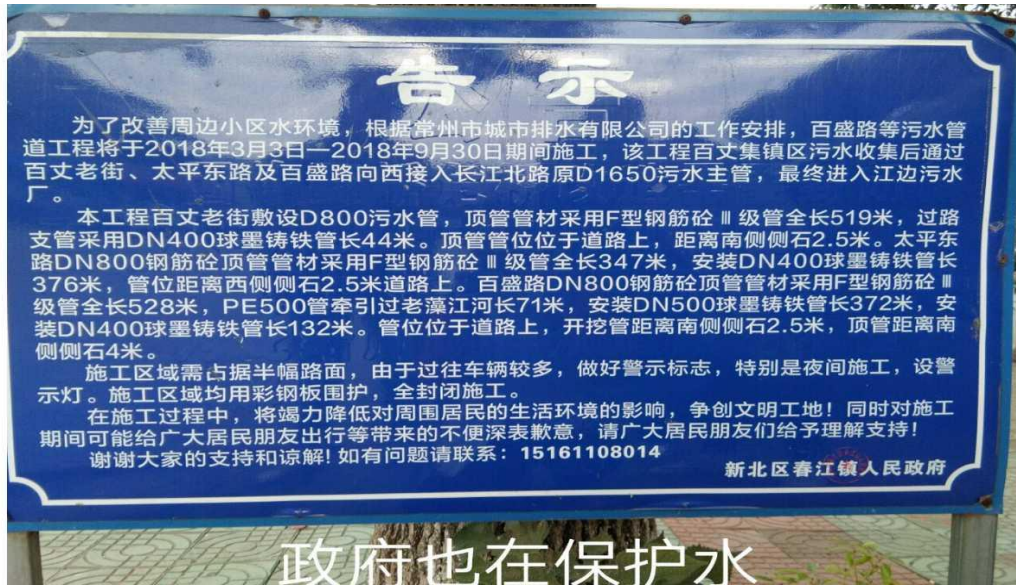 告示
为了改善周边小区水环境，根据常州市城市排水有限公司的工作安排，百盛路等污水管
道工程将于2018年3月3日—2018年9月30日期间施工，该工程百丈集镇区污水收集后通过
百丈老街、太平东路及百盛路向西接入长江北路原D1650污水主管，最终进入江边污水
厂。
本工程百丈老街敷设D800污水管，顶管管材采用F型钢筋砼Ⅲ级管全长519米，过路
支管采用DN400球墨铸铁管长44米。顶管管位位于道路上，距离南侧侧石2.5米。太平东
路DN800钢筋砼顶管管材采用F型钢筋砼Ⅲ级管全长347米，安装DN400球墨铸铁管长
376米，管位距离西侧侧石2.5米道路上。百盛路DN800钢筋砼顶管管材采用F型钢筋砼Ⅲ
级管全长528米，PE500管牵引过老藻江河长71米，安装DN500球墨铸铁管长372米，安
装DN400球墨铸铁管长132米。管位位于道路上，开挖管距离南侧侧石2.5米，顶管距离南
侧侧石4米。
施工区域需占据半幅路面，由于过往车辆较多，做好警示标志，特别是夜间施工，设警
示灯。施工区域均用彩钢板围护，全封闭施工。
在施工过程中，将竭力降低对周围居民的生活环境的影响，争创文明工地！同时对施工
期间可能给广大居民朋友出行等带来的不便深表歉意，请广大居民朋友们给予理解支持！
谢谢大家的支持和谅解！如有问题请联系：15161108014
新北区春江镇人民政府
政府也在保护水